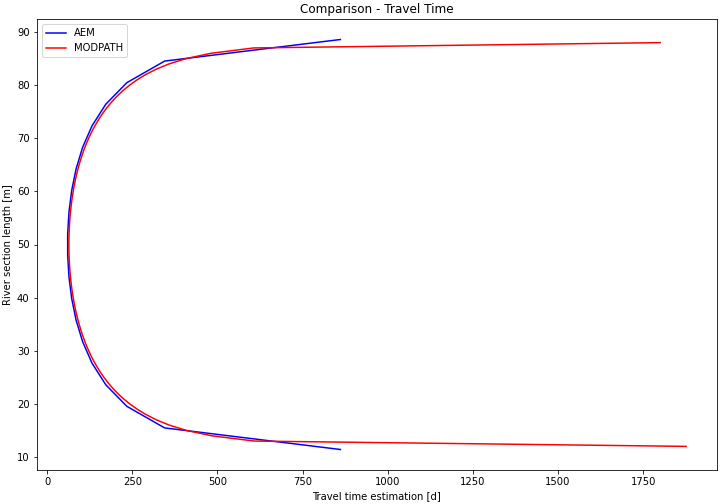 Comparison - Travel Time
AEM
MODPATH
River section length [m]
90
80
70
60
50
40
30
20
10
0 250 500 750 1000 1250 1500 1750
Travel time estimation [d]